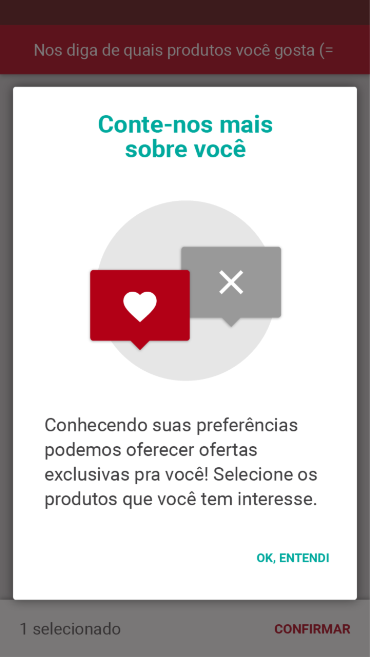 Nos diga de quais produtos você gosta (=
Conte-nos mais
sobre você
Conhecendo suas preferências
podemos oferecer ofertas
exclusivas pra você! Selecione os
produtos que você tem interesse.
OK, ENTENDI
1 selecionado
CONFIRMAR